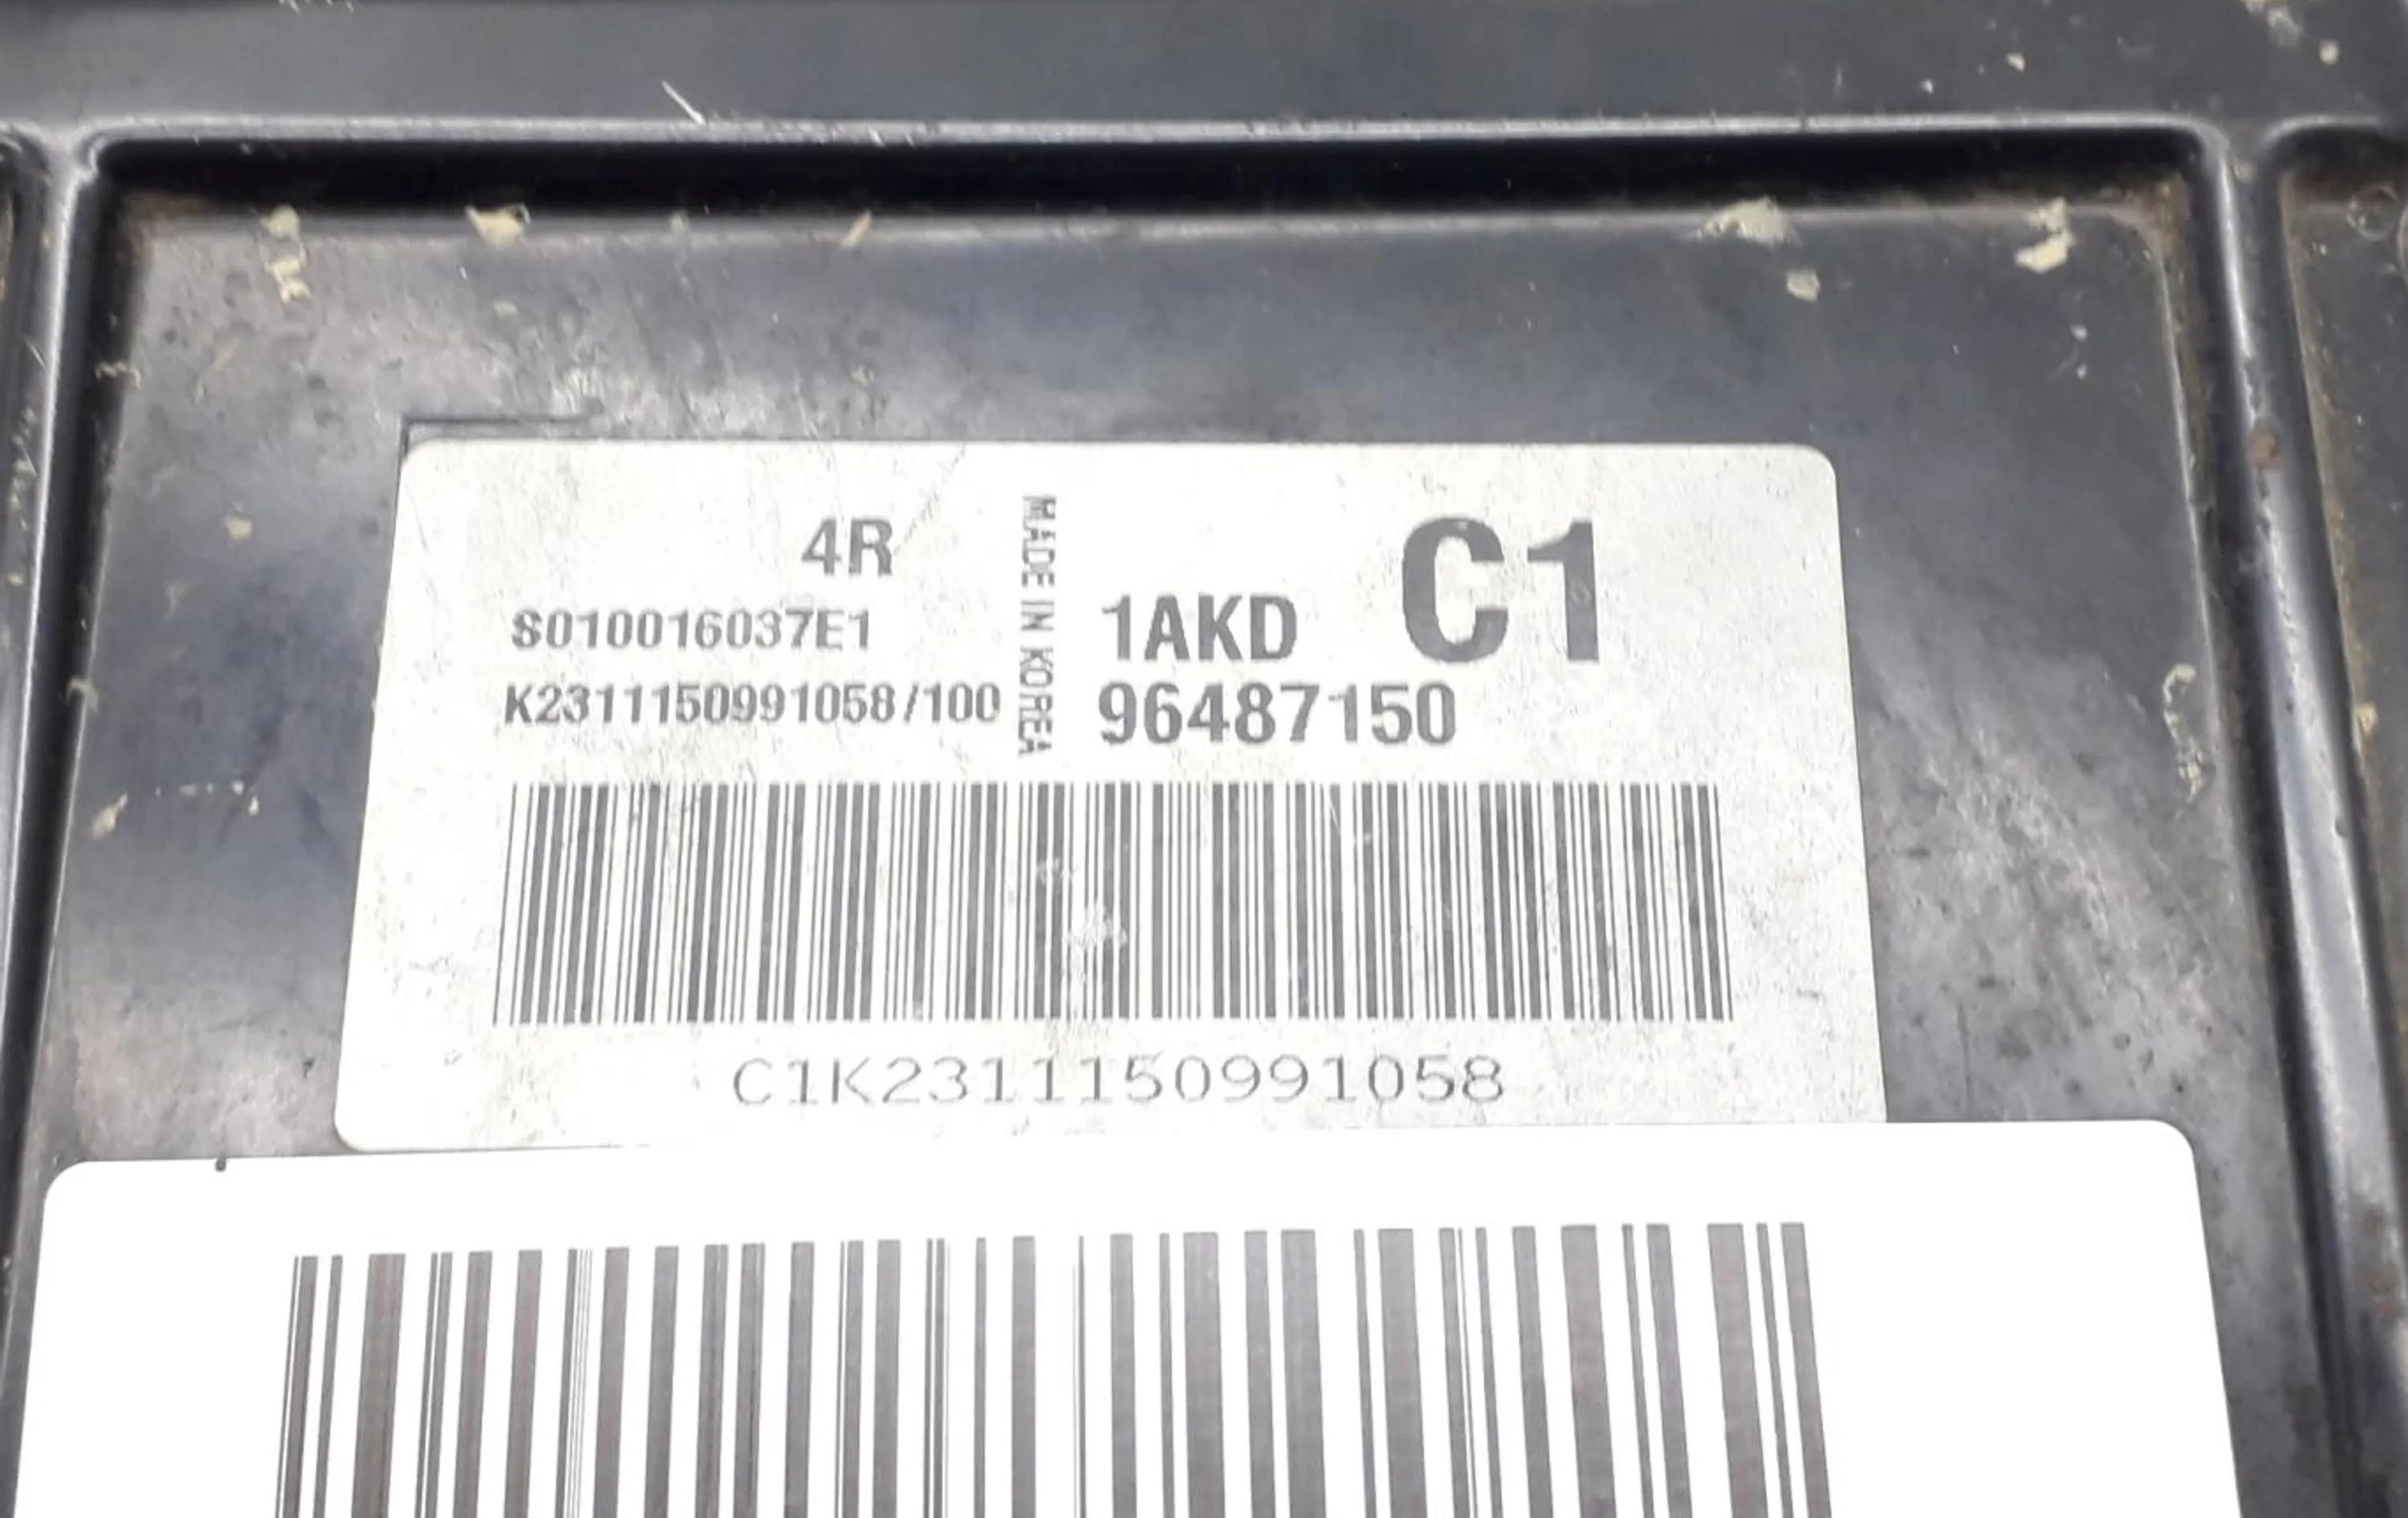 4R
S010016037E1
K2311150991058/100
MADE IN KOREA
C1
1AKD
96487150
C1K2311150991058